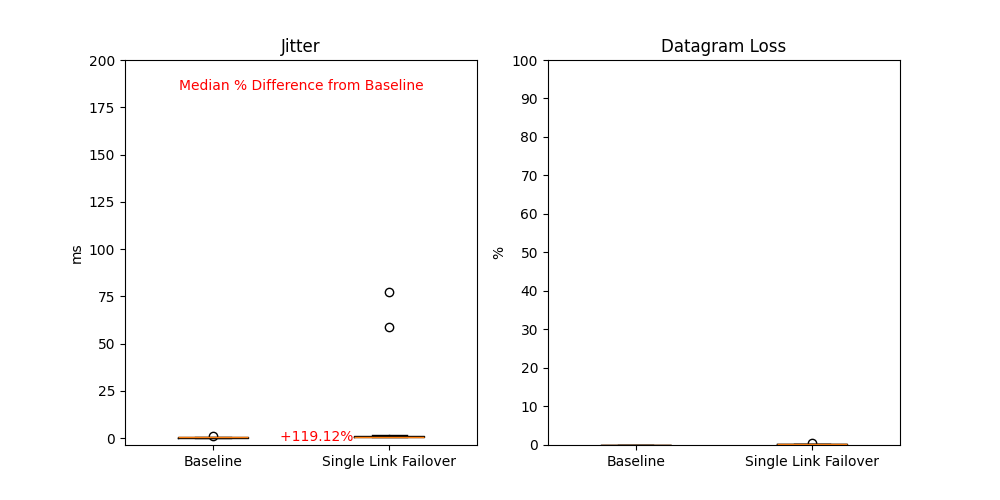 Jitter
200
175
150
125
100
75
50
25
0
ms
Median % Difference from Baseline
+119.12%
Baseline
Single Link Failover
Datagram Loss
100
90
80
70
60
50
40
30
20
10
0
%
Baseline
Single Link Failover